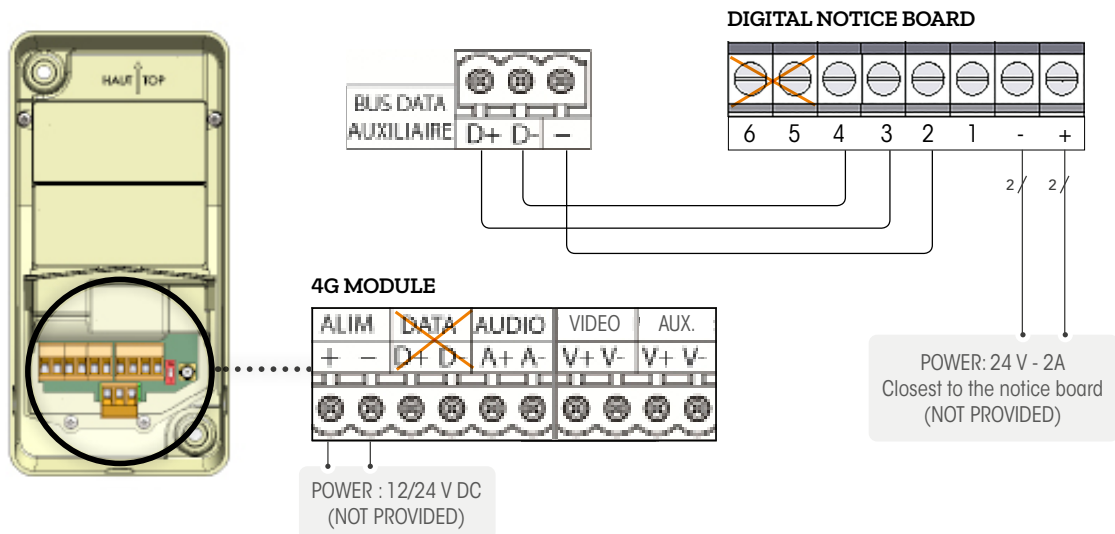 DIGITAL NOTICE BOARD
HAUT TOP
BUS DATA
AUXILIAIRE D+ D- -
6 5 4 3 2 1 - +
2 2
4G MODULE
ALIM DATA AUDIO VIDEO AUX.
+ - D+ D- A+ A- V+ V- V+ V-
POWER: 24 V - 2A
Closest to the notice board
(NOT PROVIDED)
POWER : 12/24 V DC
(NOT PROVIDED)